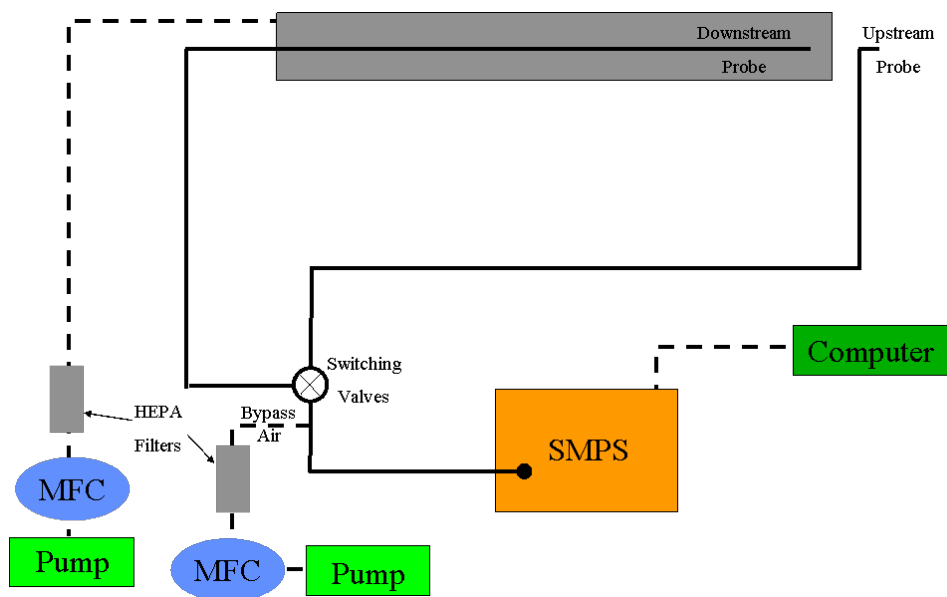 Downstream
Probe
Upstream
Probe
Switching
Valves
Computer
HEPA
Filters
Bypass
Air
SMPS
MFC
Pump
MFC
Pump